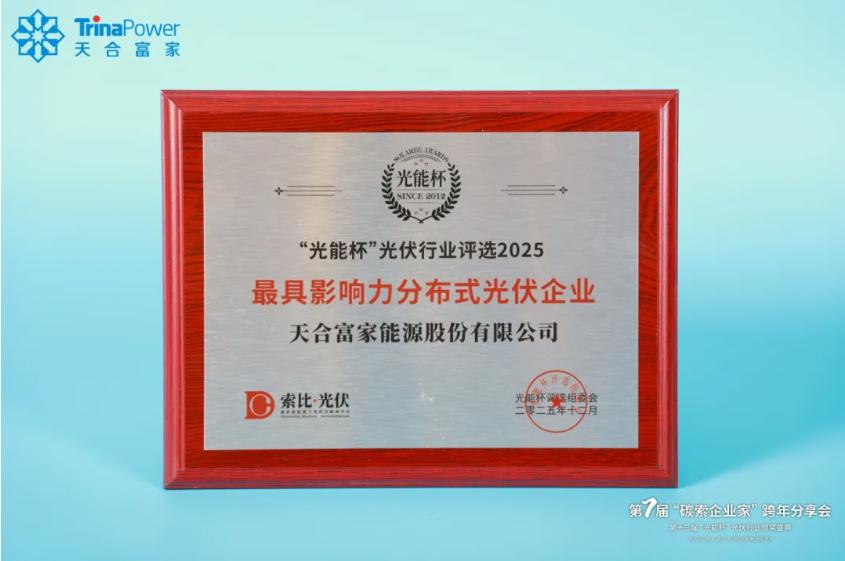 TrinaPower
天合富家
SOLARBE AWARDS
光能杯
SINCE 2012
“光能杯”光伏行业评选2025
最具影响力分布式光伏企业
天合富家能源股份有限公司
索比·光伏
光能杯评选组委会
二零二五年十二月
第7届“碳索企业家”跨年分享会